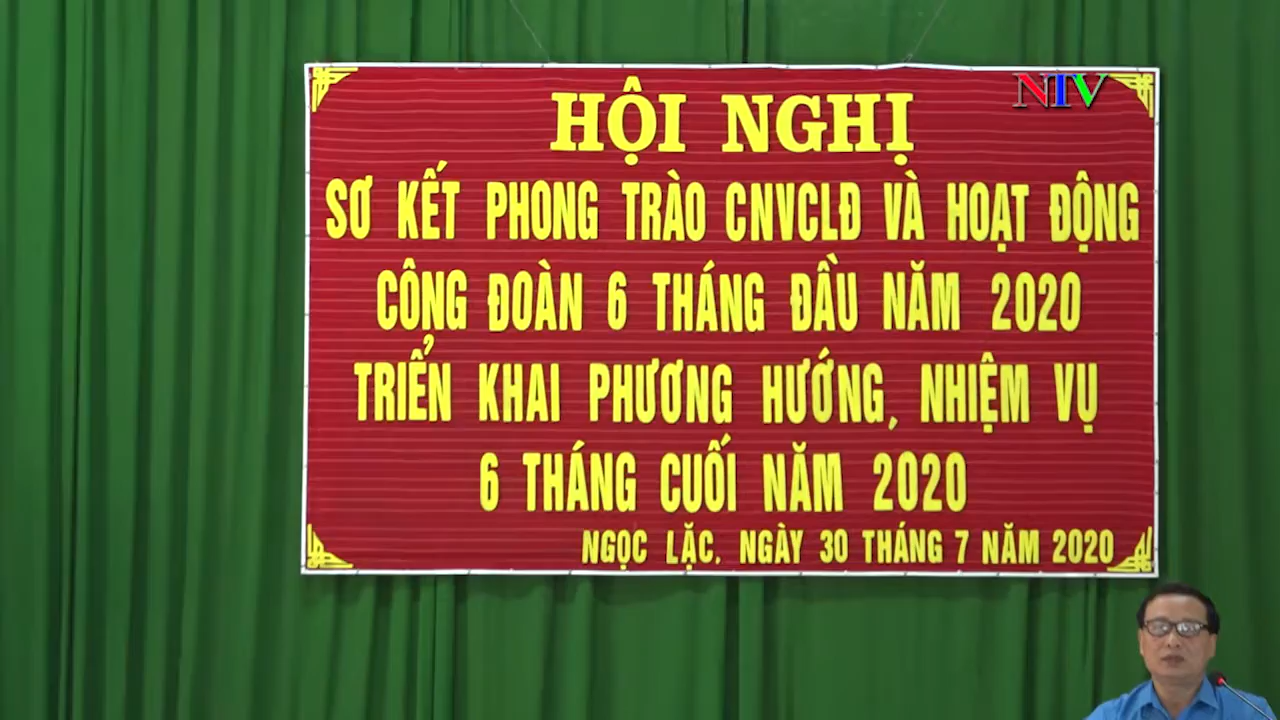 NTV
HỘI NGHỊ
SƠ KẾT PHONG TRÀO CNVCLĐ VÀ HOẠT ĐỘNG
CÔNG ĐOÀN 6 THÁNG ĐẦU NĂM 2020
TRIỂN KHAI PHƯƠNG HƯỚNG, NHIỆM VỤ
6 THÁNG CUỐI NĂM 2020
NGỌC LẶC, NGÀY 30 THÁNG 7 NĂM 2020